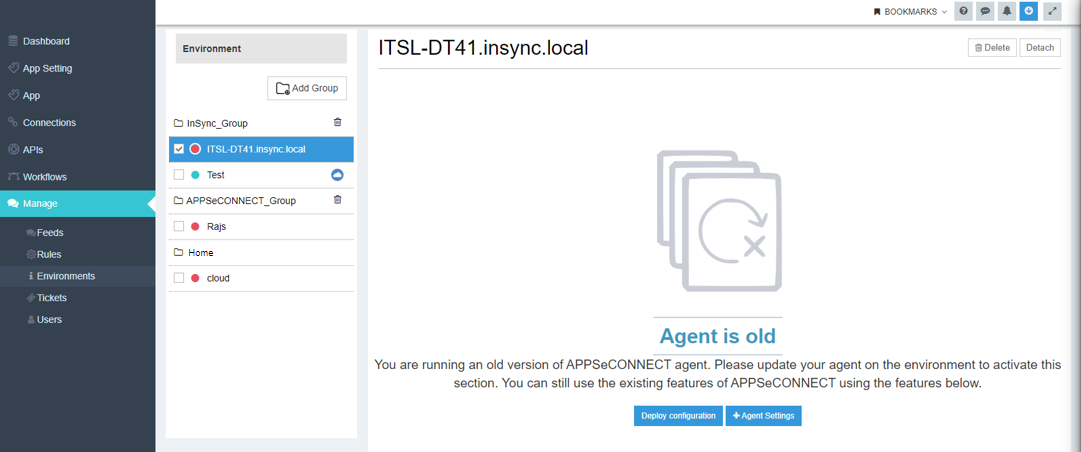 BOOKMARKS
Dashboard
App Setting
App
Connections
APIs
Workflows
Manage
Feeds
Rules
Environments
Tickets
Users
Environment
Add Group
InSync_Group
ITSL-DT41.insync.local
Test
APPSeCONNECT_Group
Rajs
Home
cloud
ITSL-DT41.insync.local
Delete
Detach
Agent is old
You are running an old version of APPSeCONNECT agent. Please update your agent on the environment to activate this
section. You can still use the existing features of APPSeCONNECT using the features below.
Deploy configuration
+ Agent Settings